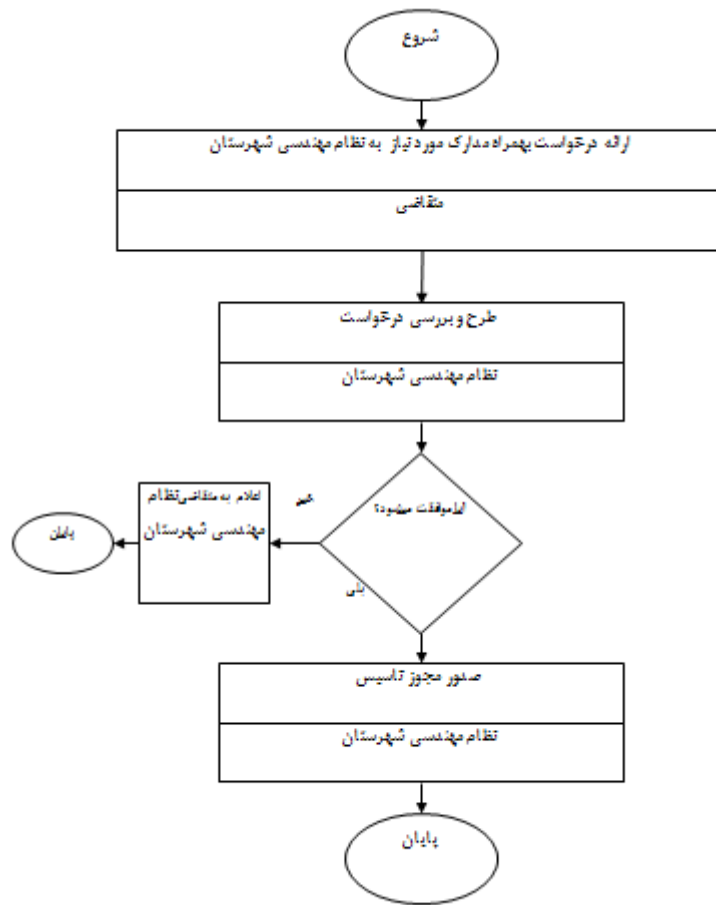 شروع
ارائه درخواست بهمراه مدارک مورد نیاز به نظام مهندسی شهرستان
متقاضی
طرح و بررسی درخواست
نظام مهندسی شهرستان
ایا موافقت میشود؟
خیر
اعلام به متقاضی نظام
مهندسی شهرستان
پایان
بلی
صدور مجوز تاسیس
نظام مهندسی شهرستان
پایان